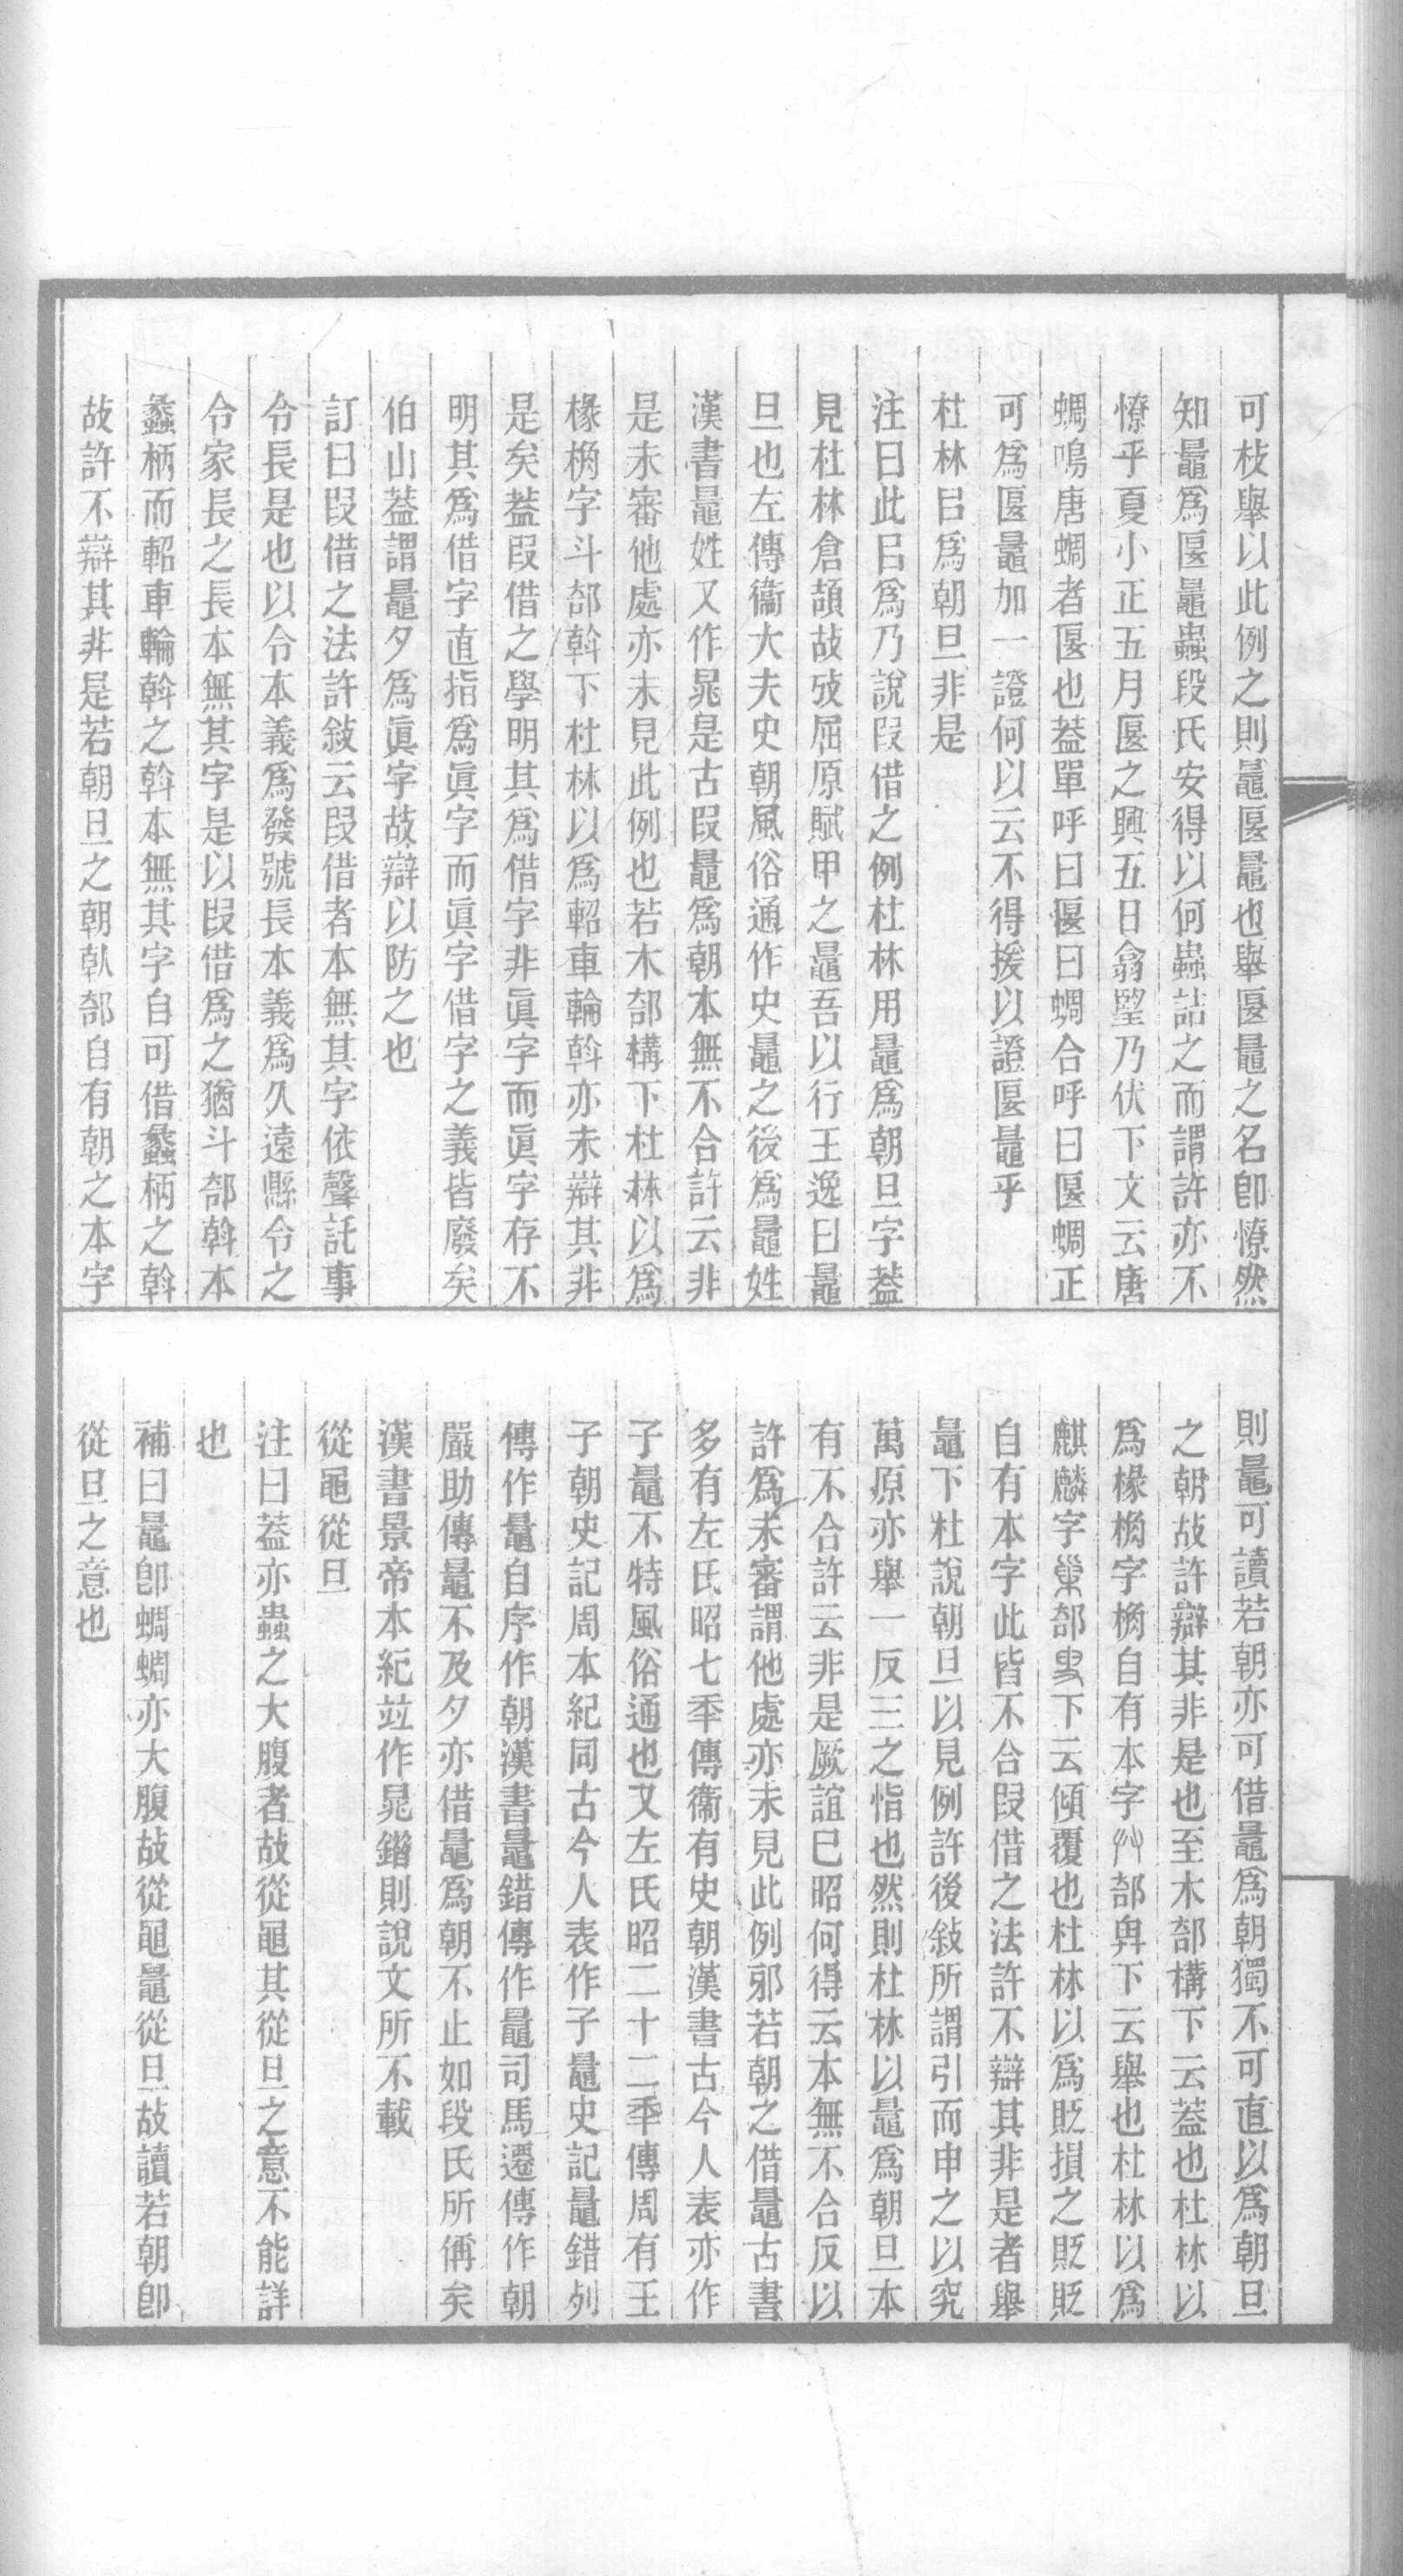 可枝舉以此例之則鼂匽鼂也舉匽鼂之名卽憭然
知鼂爲匽鼂蟲段氏安得以何蟲詰之而謂許亦不
憭乎夏小正五月匽之興五日翕望乃伏下文云唐
蜩鳴唐蜩者匽也葢單呼曰匽曰蜩合呼曰匽蜩正
可爲匽鼂加一證何以云不得援以證匽鼂乎
杜林㠯爲朝旦非是
注曰此㠯爲乃說叚借之例杜林用鼂爲朝旦字葢
見杜林倉頡故攷屈原賦甲之鼂吾以行王逸曰鼂
旦也左傳衞大夫史朝風俗通作史鼂之後爲鼂姓
漢書鼂姓又作晁是古叚鼂爲朝本無不合許云非
是未審他處亦未見此例也若木部構下杜林以爲
椽桷字斗部斡下杜林以爲軺車輪斡亦未辯其非
是矣葢叚借之學明其爲借字非眞字而眞字存不
明其爲借字直指爲眞字而眞字借字之義皆廢矣
伯山葢謂鼂夕爲眞字故辯以防之也
訂曰叚借之法許敍云叚借者本無其字依聲託事
令長是也以令本義爲發號長本義爲久遠縣令之
令家長之長本無其字是以叚借爲之猶斗部斡本
蠡柄而軺車輪斡之斡本無其字自可借蠡柄之斡
故許不辯其非是若朝旦之朝倝部自有朝之本字
則鼂可讀若朝亦可借鼂爲朝獨不可直以爲朝旦
之朝故許辯其非是也至木部構下云葢也杜林以
爲椽桷字桷自有本字𠬞部舁下云舉也杜林以爲
麒麟字巢部㔒下云傾覆也杜林以爲貶損之貶貶
自有本字此皆不合叚借之法許不辯其非是者舉
鼂下杜說朝旦以見例許後敍所謂引而申之以究
萬原亦舉一反三之恉也然則杜林以鼂爲朝旦本
有不合許云非是厥誼已昭何得云本無不合反以
許爲未審謂他處亦未見此例邪若朝之借鼂古書
多有左氏昭七秊傳衞有史朝漢書古今人表亦作
子鼂不特風俗通也又左氏昭二十二秊傳周有王
子朝史記周本紀同古今人表作子鼂史記鼂錯列
傳作鼂自序作朝漢書鼂錯傳作鼂司馬遷傳作朝
嚴助傳鼂不及夕亦借鼂爲朝不止如段氏所偁矣
漢書景帝本紀竝作晁鍇則說文所不載
從黽從旦
注曰葢亦蟲之大腹者故從黽其從旦之意不能詳
也
補曰鼂卽蜩蜩亦大腹故從黽鼂從旦故讀若朝卽
從旦之意也